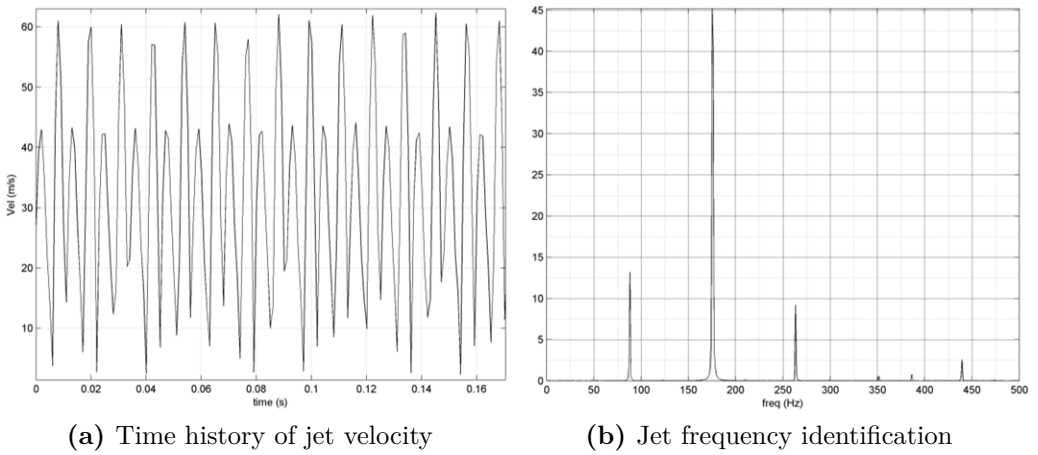 60
50
40
30
20
10
Vel (m/s)
0 0.02 0.04 0.06 0.08 0.1 0.12 0.14 0.16
time (s)
45
40
35
30
25
20
15
10
5
0
0 50 100 150 200 250 300 350 400 450 500
freq (Hz)
(a) Time history of jet velocity
(b) Jet frequency identification